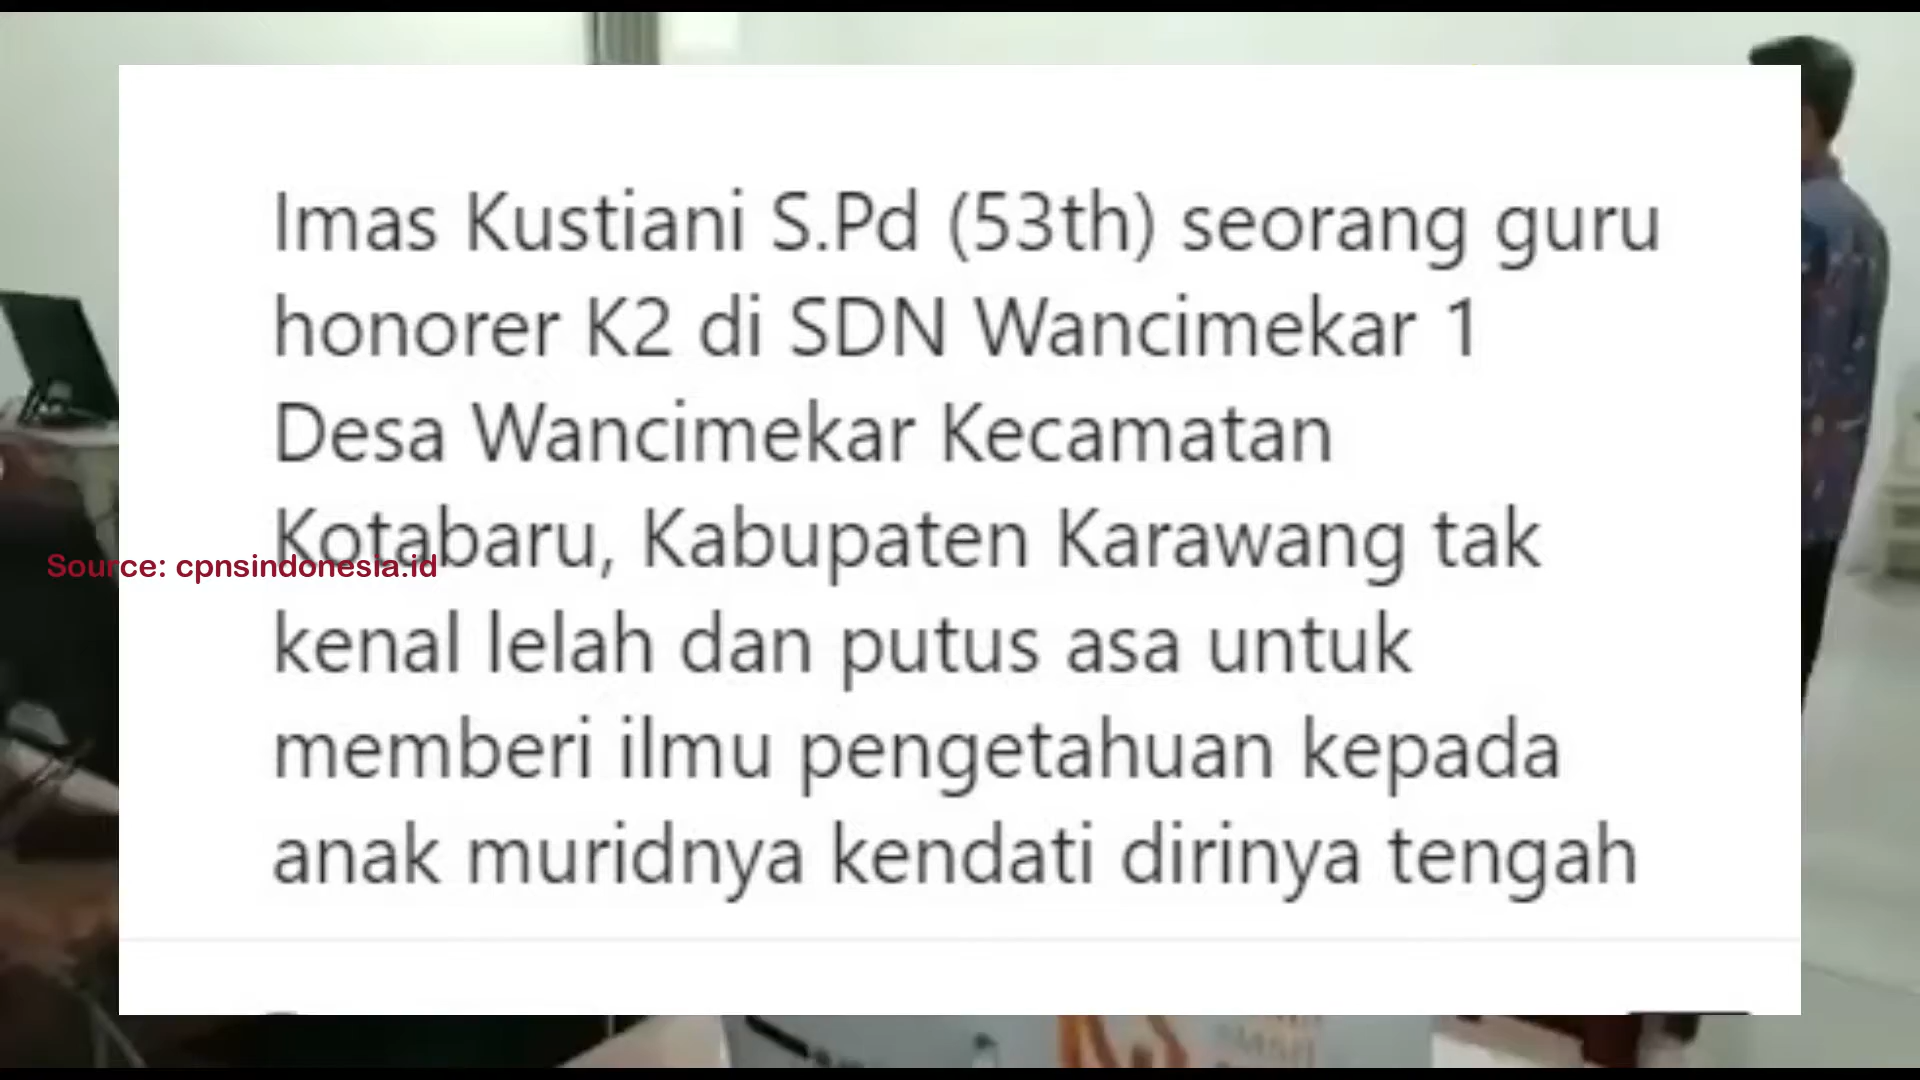 Imas Kustiani S.Pd (53th) seorang guru
honorer K2 di SDN Wancimekar 1
Desa Wancimekar Kecamatan
Kotabaru, Kabupaten Karawang tak
Source: cpnsindonesia.id
kenal lelah dan putus asa untuk
memberi ilmu pengetahuan kepada
anak muridnya kendati dirinya tengah